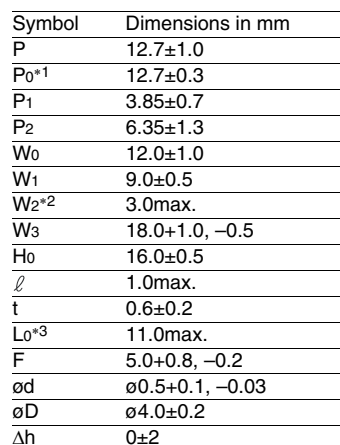 Symbol Dimensions in mm
P 12.7±1.0
P0*1 12.7±0.3
P1 3.85±0.7
P2 6.35±1.3
W0 12.0±1.0
W1 9.0±0.5
W2*2 3.0max.
W3 18.0+1.0, –0.5
H0 16.0±0.5
ℓ 1.0max.
t 0.6±0.2
L0*3 11.0max.
F 5.0+0.8, –0.2
ød ø0.5+0.1, –0.03
øD ø4.0±0.2
Δh 0±2